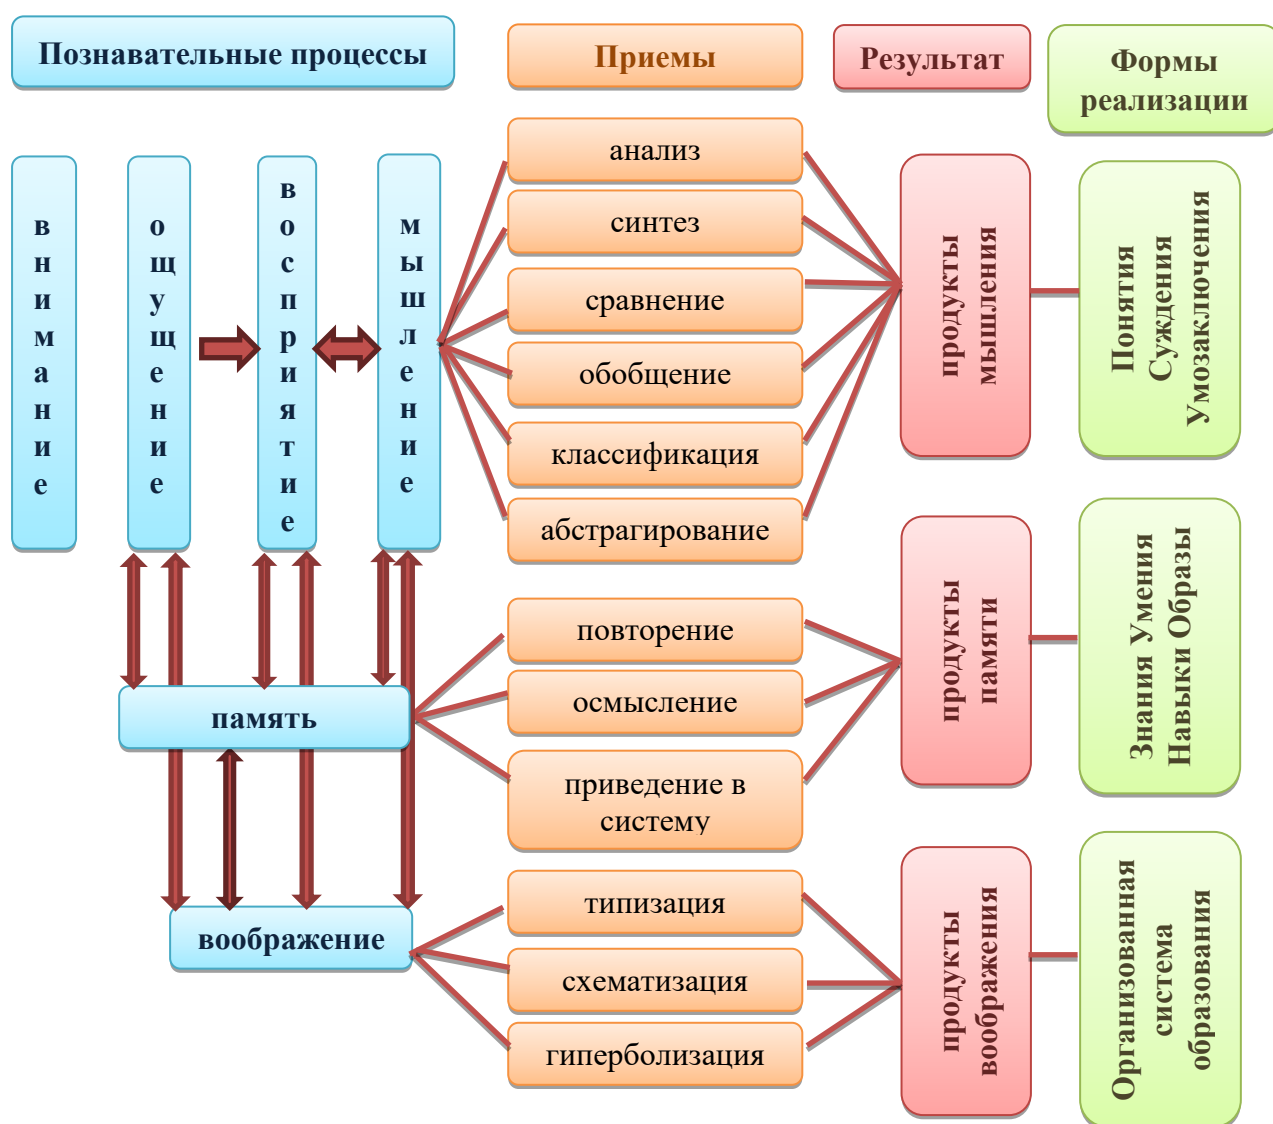 Познавательные процессы
Приемы
Результат
Формы
реализации
внимание
ощущение
восприятие
мышление
анализ
синтез
сравнение
обобщение
классификация
абстрагирование
продукты
мышления
Понятия
Суждения
Умозаключения
память
повторение
осмысление
приведение в
систему
продукты
памяти
Знания Умения
Навыки Образы
воображение
типизация
схематизация
гиперболизация
продукты
воображения
Организованная
система
образования